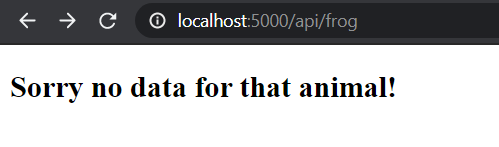 localhost:5000/api/frog
Sorry no data for that animal!